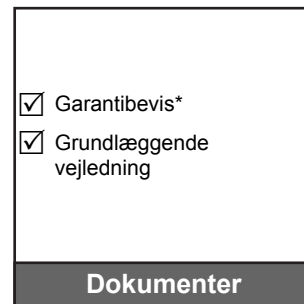 ☑ Garantibevis*
☑ Grundlæggende
vejledning
Dokumenter